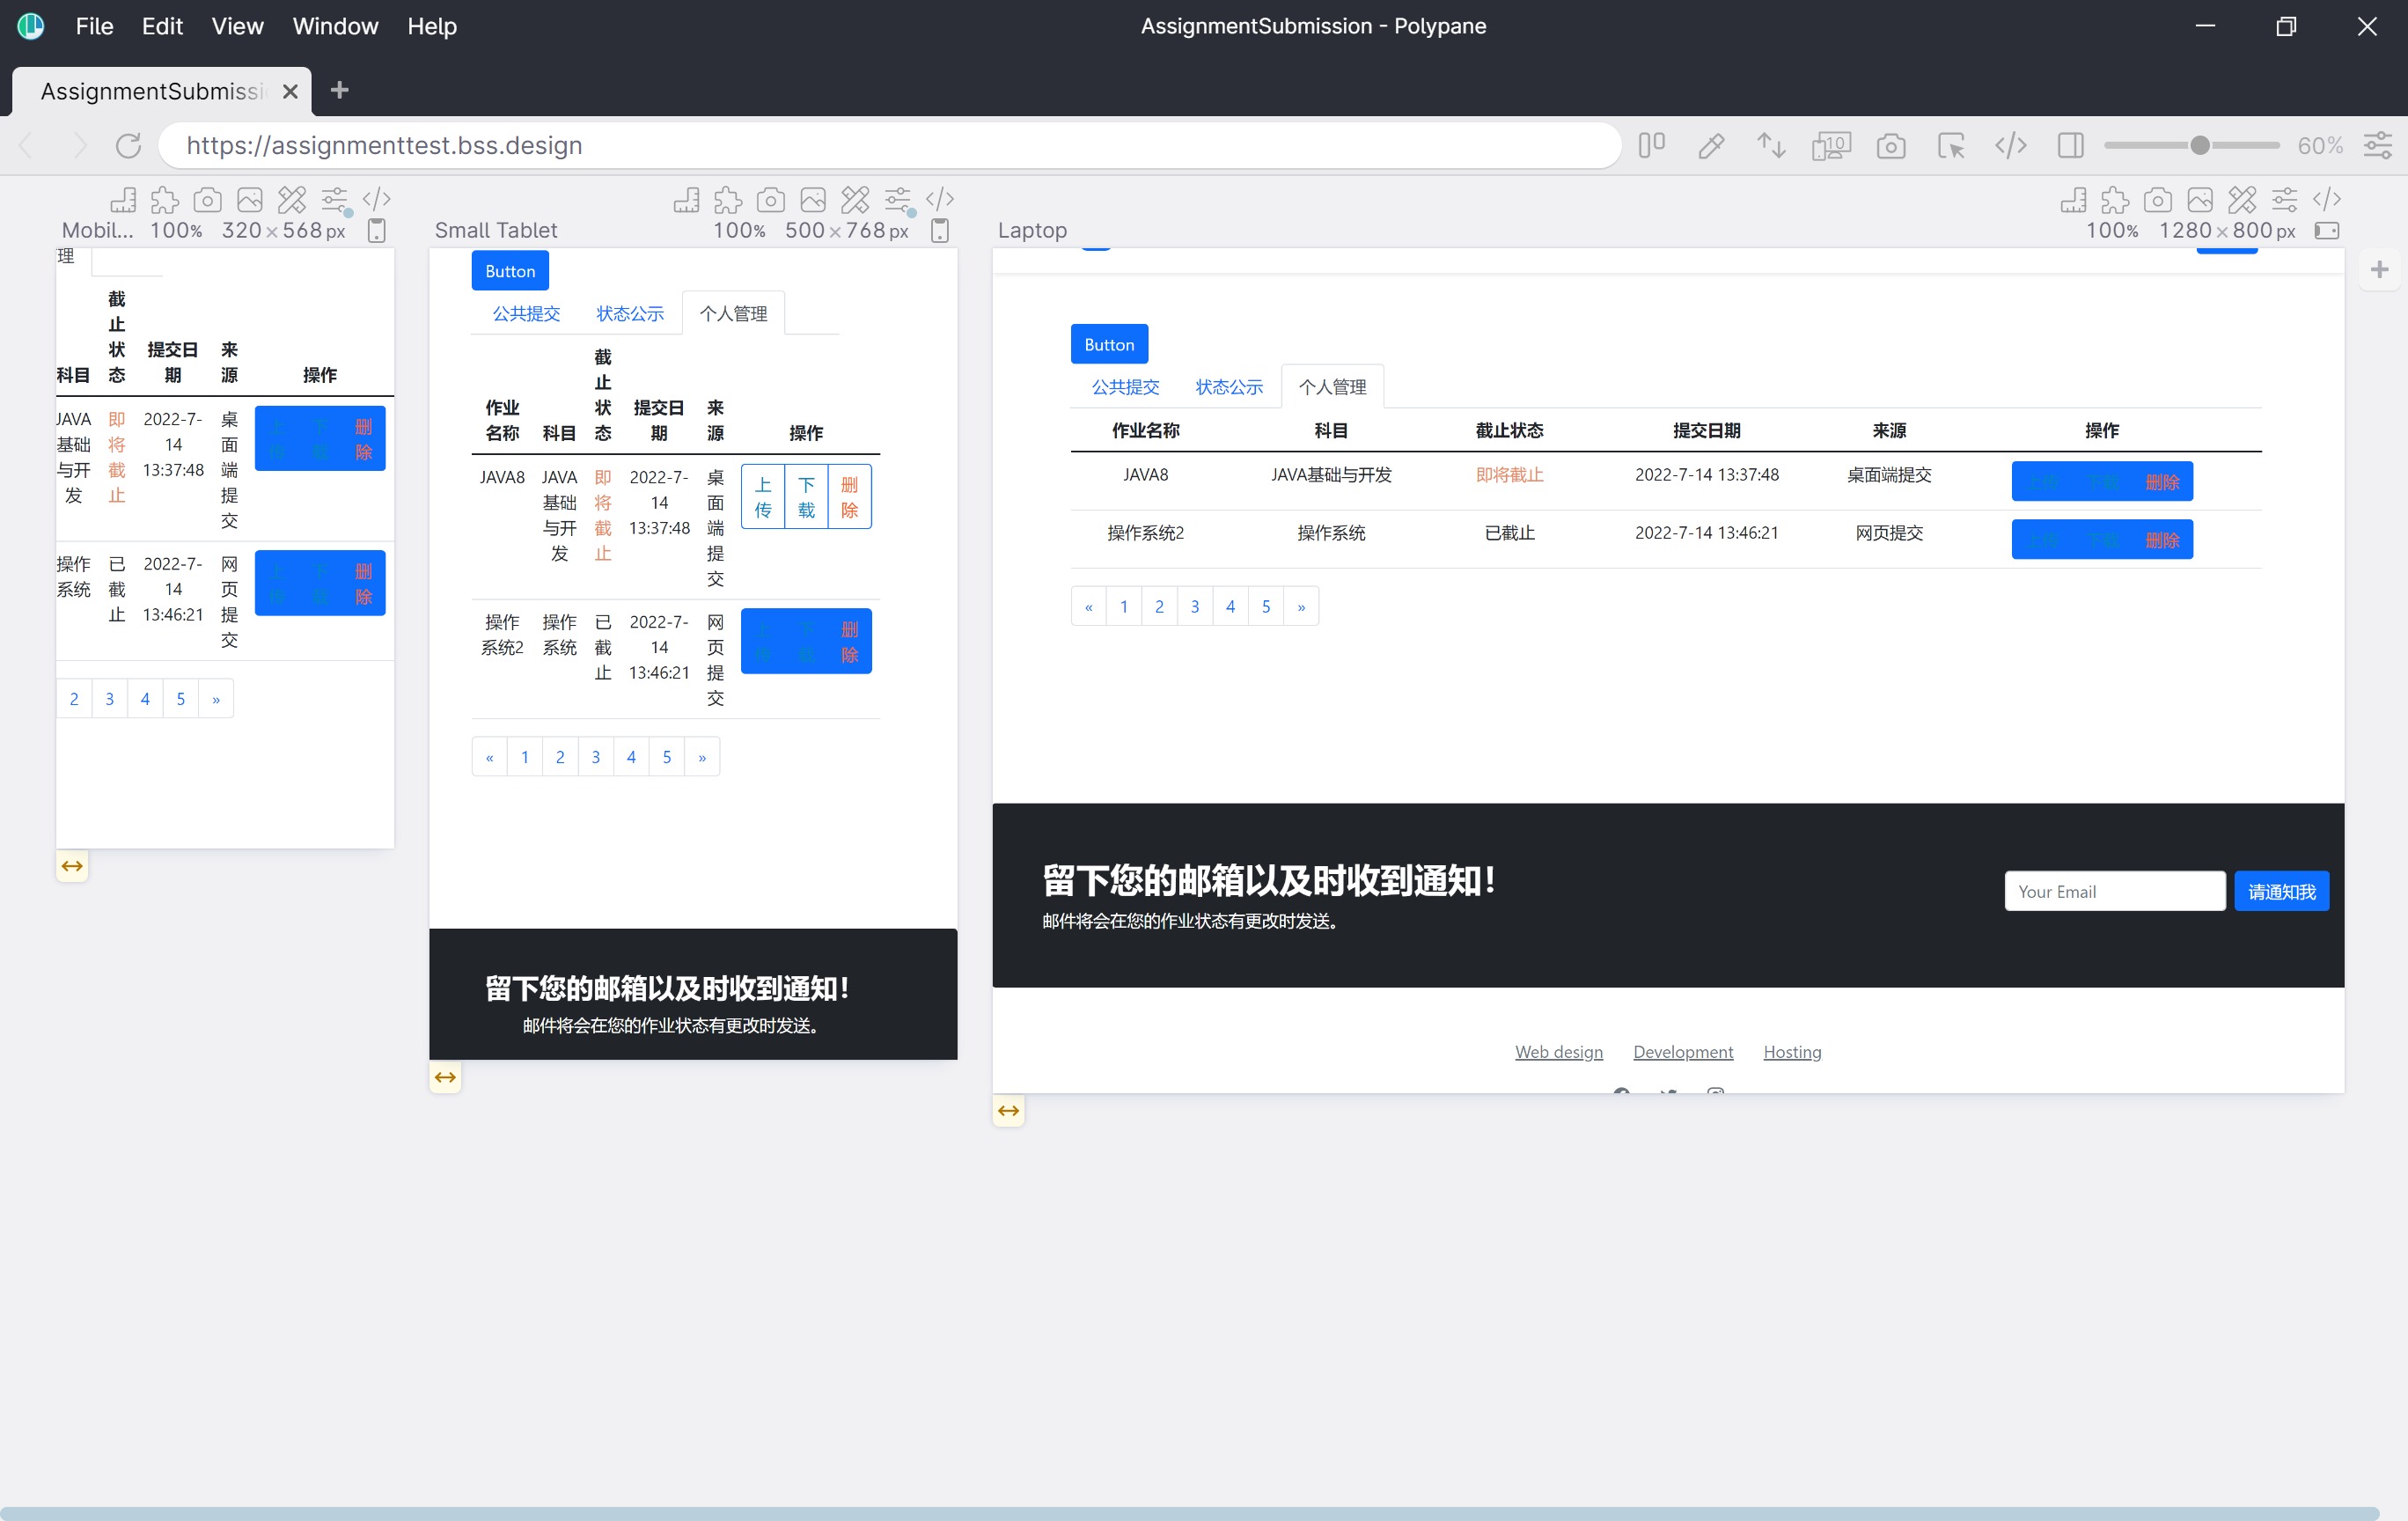 File Edit View Window Help
AssignmentSubmission - Polypane
AssignmentSubmissi
https://assignmenttest.bss.design
10
60%
Mobil... 100% 320×568 px
理
科目 截止状态 提交日期 来源 操作
JAVA基础与开发 即将截止 2022-7-14 13:37:48 桌面端提交 上传 下载 删除
操作系统 已截止 2022-7-14 13:46:21 网页提交 上传 下载 删除
2 3 4 5 »
Small Tablet 100% 500×768 px
Button
公共提交 状态公示 个人管理
作业名称 科目 截止状态 提交日期 来源 操作
JAVA8 JAVA基础与开发 即将截止 2022-7-14 13:37:48 桌面端提交 上传 下载 删除
操作系统2 操作系统 已截止 2022-7-14 13:46:21 网页提交 上传 下载 删除
« 1 2 3 4 5 »
留下您的邮箱以及时收到通知！
邮件将会在您的作业状态有更改时发送。
Laptop 100% 1280×800 px
Button
公共提交 状态公示 个人管理
作业名称 科目 截止状态 提交日期 来源 操作
JAVA8 JAVA基础与开发 即将截止 2022-7-14 13:37:48 桌面端提交 上传 下载 删除
操作系统2 操作系统 已截止 2022-7-14 13:46:21 网页提交 上传 下载 删除
« 1 2 3 4 5 »
留下您的邮箱以及时收到通知！
邮件将会在您的作业状态有更改时发送。
Your Email 请通知我
Web design Development Hosting